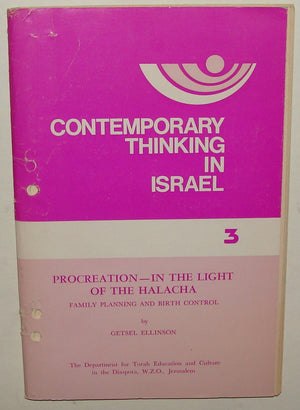 CONTEMPORARY
THINKING
IN
ISRAEL
3
PROCREATION—IN THE LIGHT
OF THE HALACHA
FAMILY PLANNING AND BIRTH CONTROL
by
GETSEL ELLINSON
The Department for Torah Education and Culture
in the Diaspora, W.Z.O., Jerusalem